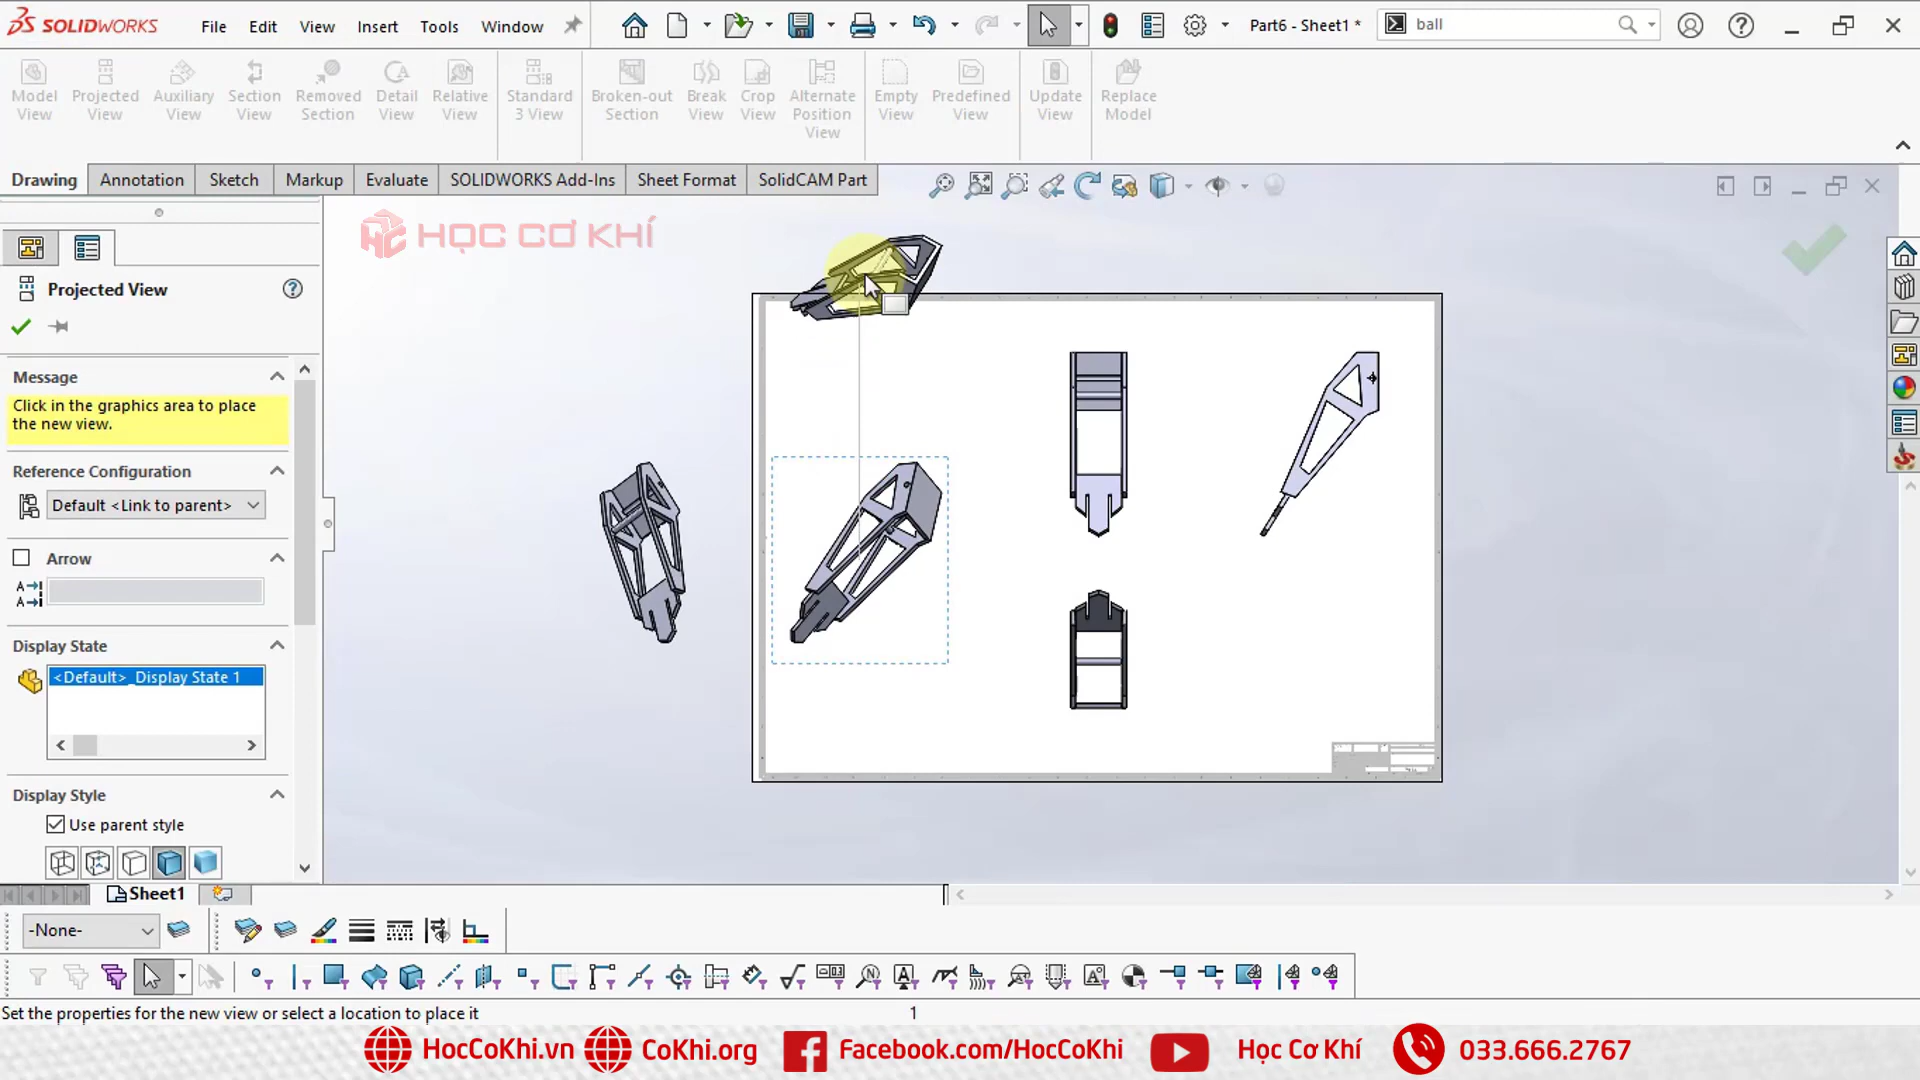 SOLIDWORKS File Edit View Insert Tools Window Part6 - Sheet1 * ball
Model View Projected View Auxiliary View Section View Removed Section Detail View Relative View Standard 3 View Broken-out Section Break View Crop View Alternate Position View Empty View Predefined View Update View Replace Model
Drawing Annotation Sketch Markup Evaluate SOLIDWORKS Add-Ins Sheet Format SolidCAM Part
HỌC CƠ KHÍ
Projected View
Message
Click in the graphics area to place
the new view.
Reference Configuration
Default <Link to parent>
Arrow
Display State
<Default>_Display State 1
Display Style
Use parent style
Sheet1
-None-
Set the properties for the new view or select a location to place it 1
HocCoKhi.vn CoKhi.org Facebook.com/HocCoKhi Học Cơ Khí 033.666.2767